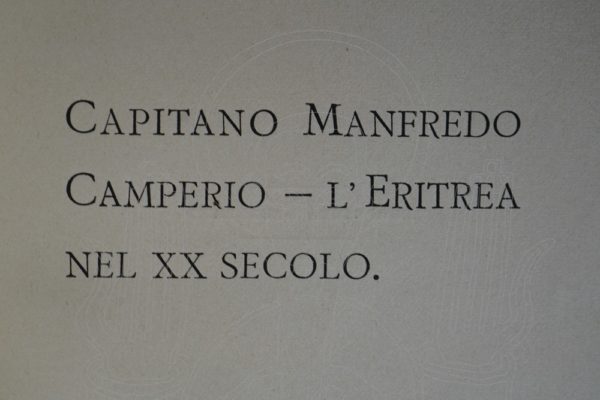 CAPITANO MANFREDO
CAMPERIO – L'ERITREA
NEL XX SECOLO.